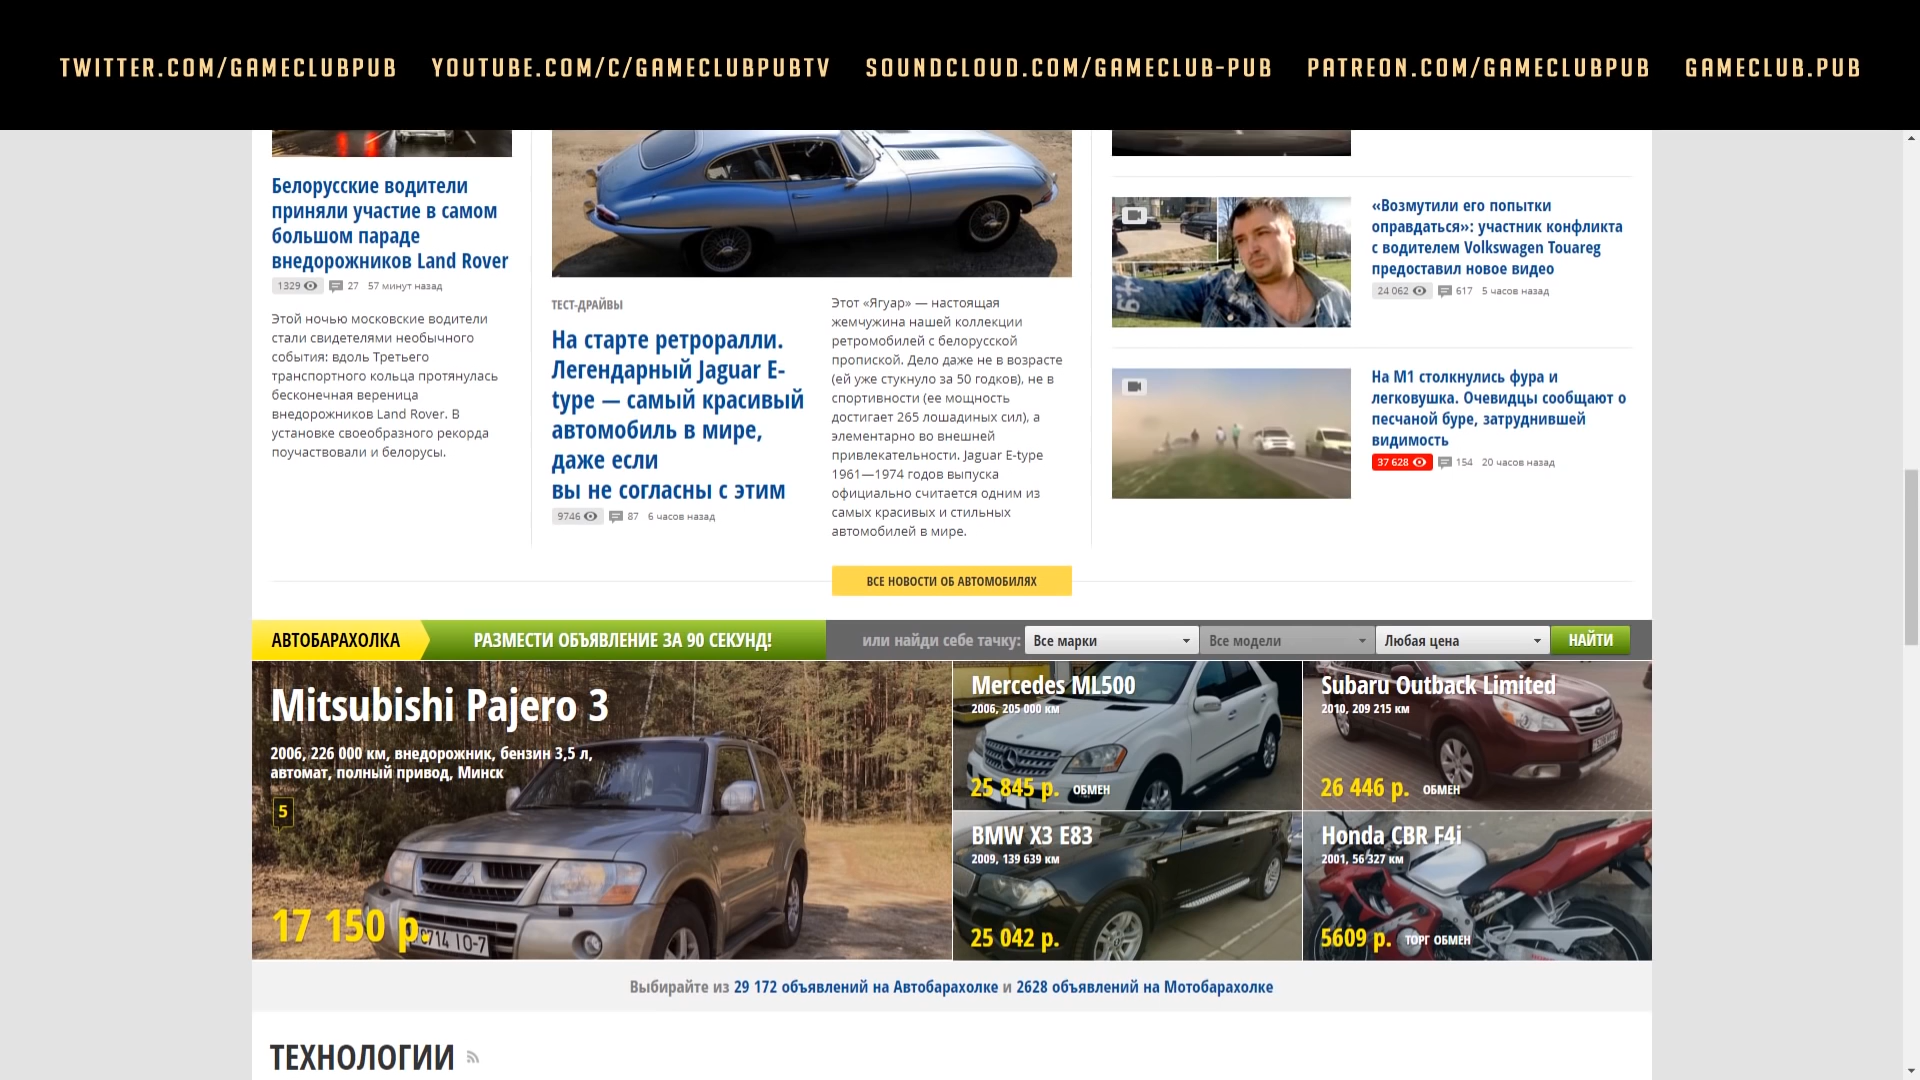 TWITTER.COM/GAMECLUBPUB YOUTUBE.COM/C/GAMECLUBPUBTV SOUNDCLOUD.COM/GAMECLUB-PUB PATREON.COM/GAMECLUBPUB GAMECLUB.PUB
Белорусские водители
приняли участие в самом
большом параде
внедорожников Land Rover
1329 27 57 минут назад
Этой ночью московские водители
стали свидетелями необычного
события: вдоль Третьего
транспортного кольца протянулась
бесконечная вереница
внедорожников Land Rover. В
установке своеобразного рекорда
поучаствовали и белорусы.
ТЕСТ-ДРАЙВЫ
На старте ретроралли.
Легендарный Jaguar E-
type — самый красивый
автомобиль в мире,
даже если
вы не согласны с этим
9746 87 6 часов назад
Этот «Ягуар» — настоящая
жемчужина нашей коллекции
ретромобилей с белорусской
пропиской. Дело даже не в возрасте
(ей уже стукнуло за 50 годков), не в
спортивности (ее мощность
достигает 265 лошадиных сил), а
элементарно во внешней
привлекательности. Jaguar E-type
1961—1974 годов выпуска
официально считается одним из
самых красивых и стильных
автомобилей в мире.
«Возмутили его попытки
оправдаться»: участник конфликта
с водителем Volkswagen Touareg
предоставил новое видео
24 062 617 5 часов назад
На М1 столкнулись фура и
легковушка. Очевидцы сообщают о
песчаной буре, затруднившей
видимость
37 628 154 20 часов назад
ВСЕ НОВОСТИ ОБ АВТОМОБИЛЯХ
АВТОБАРАХОЛКА РАЗМЕСТИ ОБЪЯВЛЕНИЕ ЗА 90 СЕКУНД! или найди себе тачку: Все марки Все модели Любая цена НАЙТИ
Mitsubishi Pajero 3
2006, 226 000 км, внедорожник, бензин 3,5 л,
автомат, полный привод, Минск
5
17 150 р.
Mercedes ML500
2006, 205 000 км
25 845 р. ОБМЕН
Subaru Outback Limited
2010, 209 215 км
26 446 р. ОБМЕН
BMW X3 E83
2009, 139 639 км
25 042 р.
Honda CBR F4i
2001, 56 327 км
5609 р. ТОРГ ОБМЕН
Выбирайте из 29 172 объявлений на Автобарахолке и 2628 объявлений на Мотобарахолке
ТЕХНОЛОГИИ